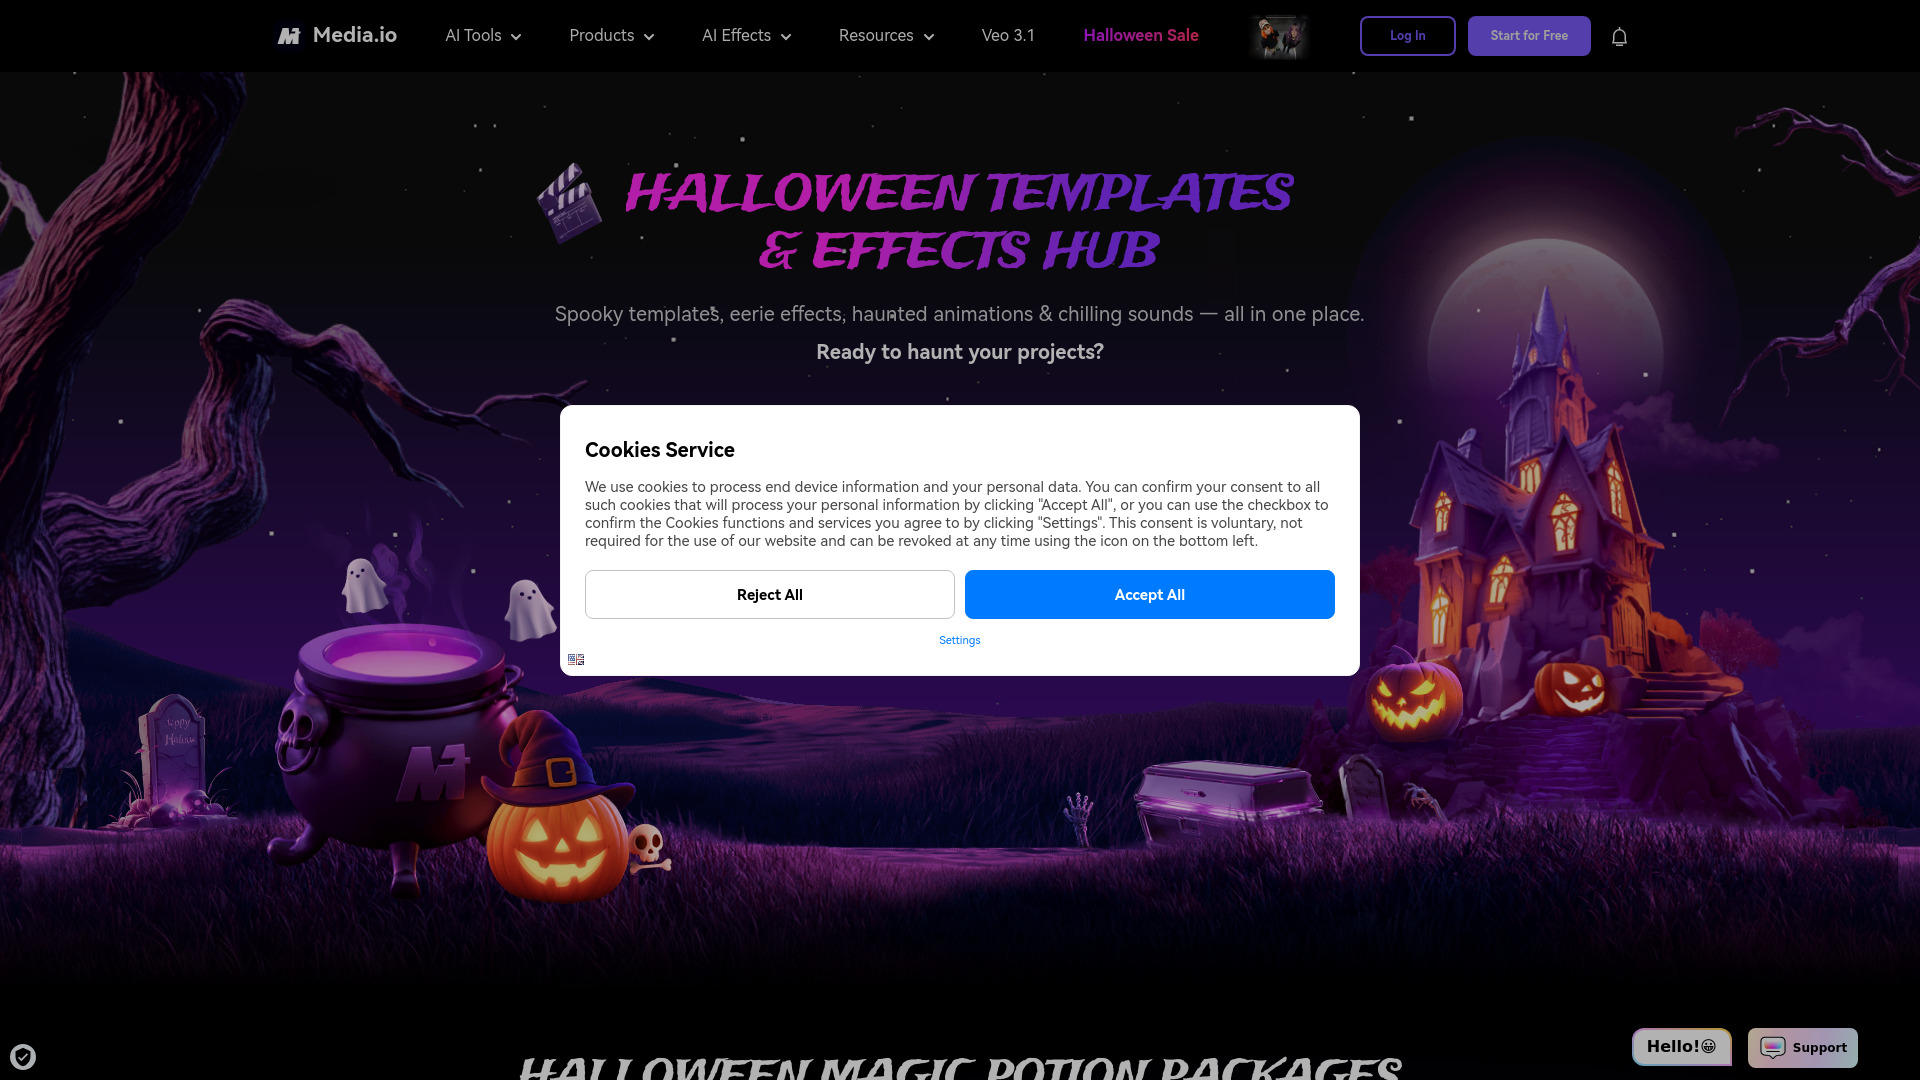 Media.io
AI Tools
Products
AI Effects
Resources
Veo 3.1
Halloween Sale
Log In
Start for Free
HALLOWEEN TEMPLATES
& EFFECTS HUB
Spooky templates, eerie effects, haunted animations & chilling sounds — all in one place.
Ready to haunt your projects?
Cookies Service
We use cookies to process end device information and your personal data. You can confirm your consent to all
such cookies that will process your personal information by clicking "Accept All", or you can use the checkbox to
confirm the Cookies functions and services you agree to by clicking "Settings". This consent is voluntary, not
required for the use of our website and can be revoked at any time using the icon on the bottom left.
Reject All
Accept All
Settings
Hello!😀
Support
HALLOWEEN MAGIC POTION PACKAGES